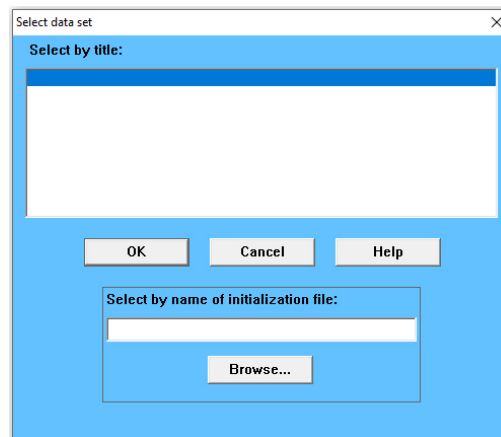 Select data set
Select by title:
OK Cancel Help
Select by name of initialization file:
Browse...